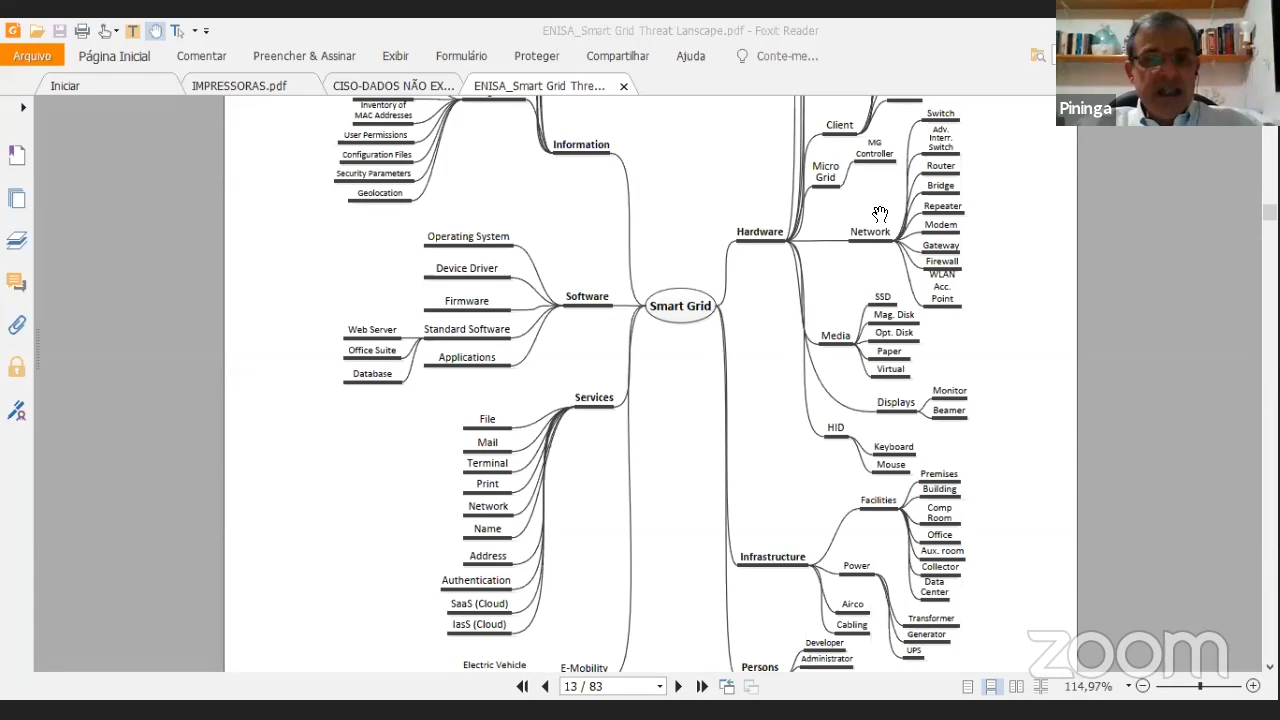 ENISA_Smart Grid Threat Lanscape.pdf - Foxit Reader
Arquivo
Página Inicial
Comentar
Preencher & Assinar
Exibir
Formulário
Proteger
Compartilhar
Ajuda
Conte-me...
Iniciar
IMPRESSORAS.pdf
CISO-DADOS NÃO EX...
ENISA_Smart Grid Thre...
Pininga
Inventory of
MAC Addresses
User Permissions
Configuration Files
Security Parameters
Geolocation
Information
Operating System
Device Driver
Firmware
Standard Software
Applications
Web Server
Office Suite
Database
Software
Smart Grid
Services
File
Mail
Terminal
Print
Network
Name
Address
Authentication
SaaS (Cloud)
IasS (Cloud)
Electric Vehicle
E-Mobility
Hardware
Client
Micro
Grid
MG
Controller
Network
Switch
Adv.
Interr.
Switch
Router
Bridge
Repeater
Modem
Gateway
Firewall
WLAN
Acc.
Point
Media
SSD
Mag. Disk
Opt. Disk
Paper
Virtual
Displays
Monitor
Beamer
HID
Keyboard
Mouse
Infrastructure
Facilities
Premises
Building
Comp
Room
Office
Aux. room
Collector
Data
Center
Power
Transformer
Generator
UPS
Airco
Cabling
Persons
Developer
Administrator
zoom
13 / 83
114,97%